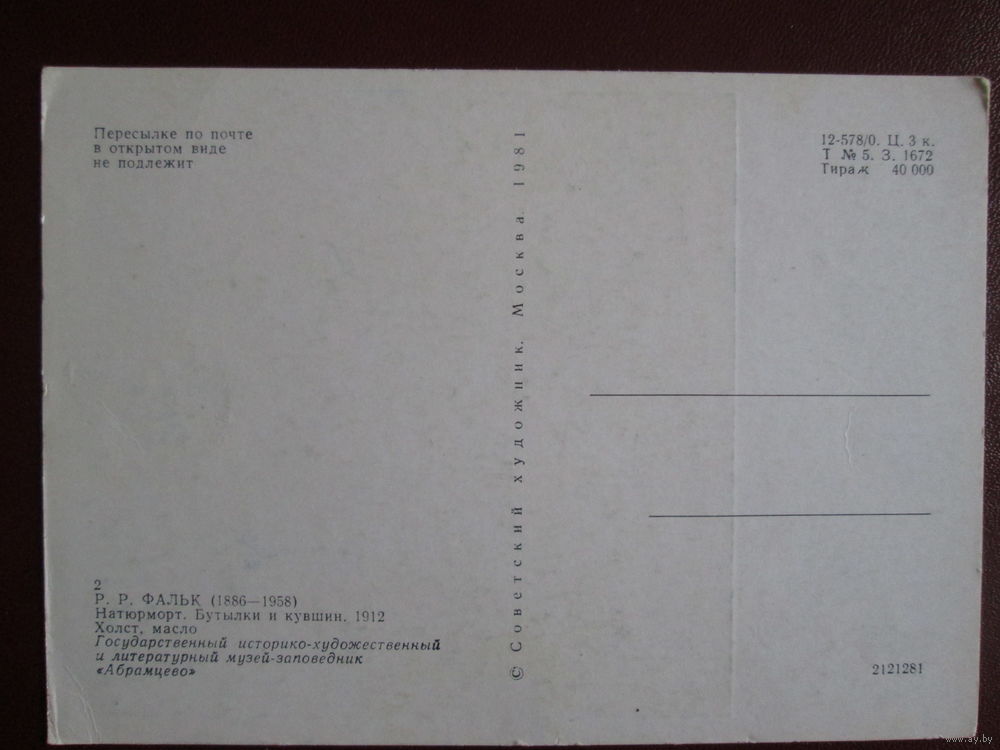 Пересылке по почте
в открытом виде
не подлежит
12-578/0. Ц. 3 к.
Т № 5. З. 1672
Тираж 40 000
© Советский художник. Москва. 1981
2
Р. Р. ФАЛЬК (1886—1958)
Натюрморт. Бутылки и кувшин. 1912
Холст, масло
Государственный историко-художественный
и литературный музей-заповедник
«Абрамцево»
2121281
www.ay.by